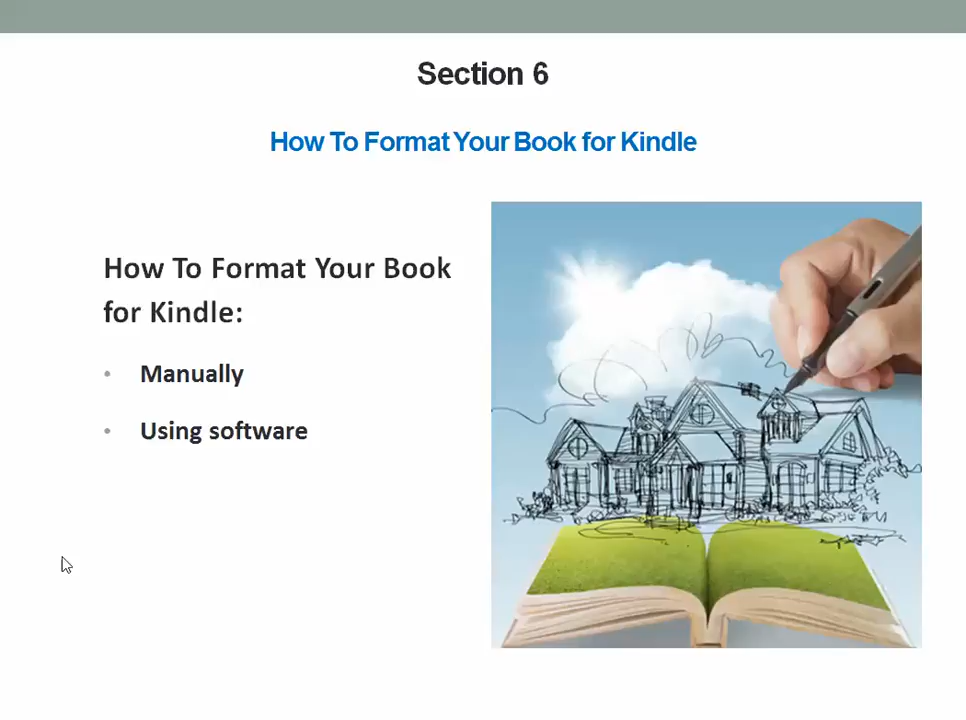 Section 6
How To Format Your Book for Kindle
How To Format Your Book
for Kindle:
• Manually
• Using software